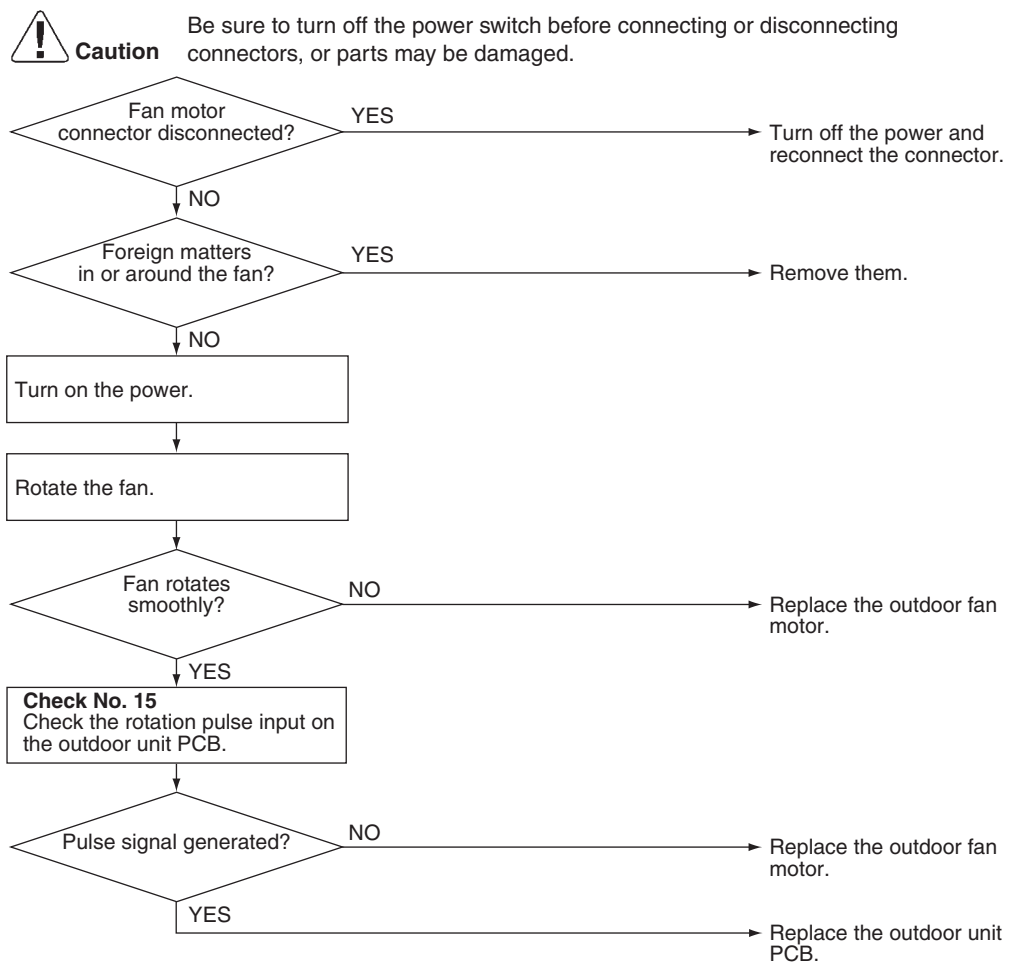 Be sure to turn off the power switch before connecting or disconnecting
Caution connectors, or parts may be damaged.
Fan motor
connector disconnected?
YES
Turn off the power and
reconnect the connector.
NO
Foreign matters
in or around the fan?
YES
Remove them.
NO
Turn on the power.
Rotate the fan.
Fan rotates
smoothly?
NO
Replace the outdoor fan
motor.
YES
Check No. 15
Check the rotation pulse input on
the outdoor unit PCB.
Pulse signal generated?
NO
Replace the outdoor fan
motor.
YES
Replace the outdoor unit
PCB.